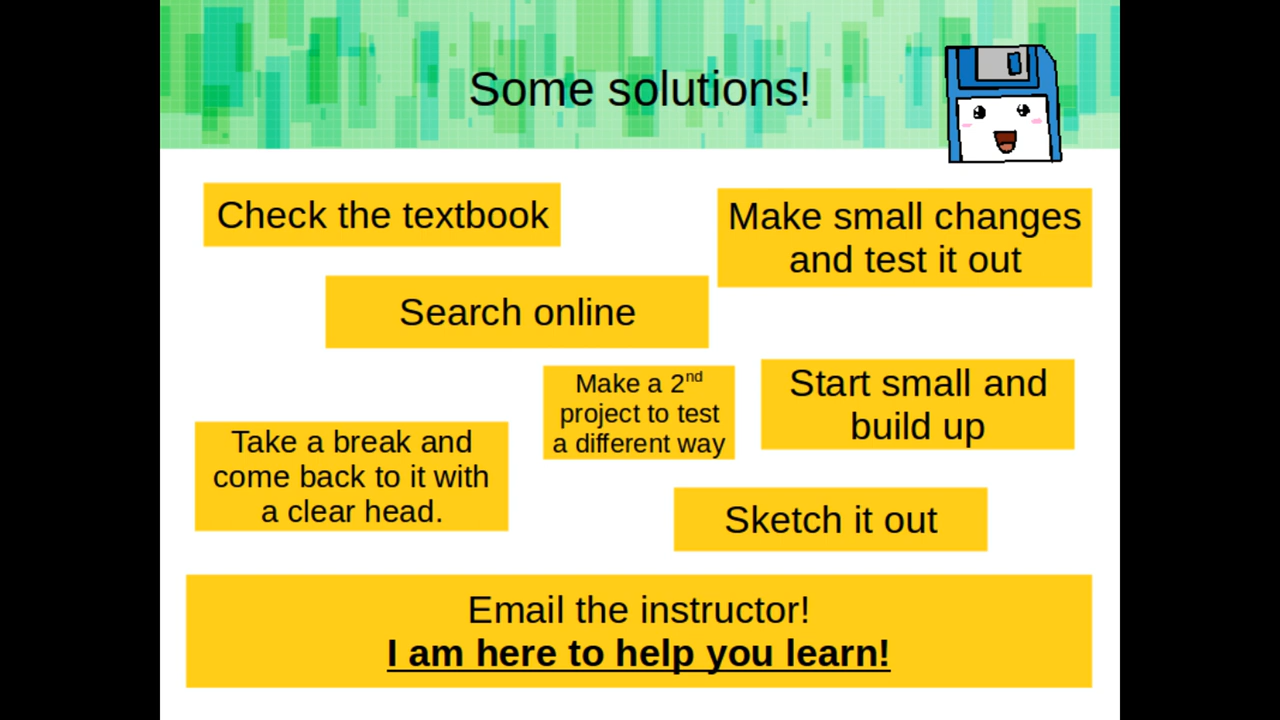 Some solutions!
Check the textbook
Make small changes
and test it out
Search online
Make a 2nd
project to test
a different way
Start small and
build up
Take a break and
come back to it with
a clear head.
Sketch it out
Email the instructor!
I am here to help you learn!